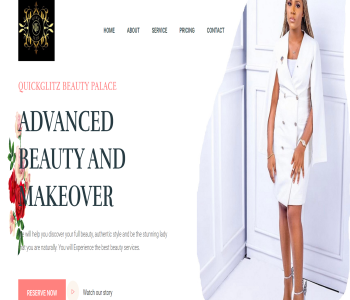 HOME ABOUT SERVICE PRICING CONTACT
QUICKGLITZ BEAUTY PALACE
ADVANCED
BEAUTY AND
MAKEOVER
We will help you discover your full beauty, authentic style and be the stunning lady
that you are naturally. You will Experience the best beauty services.
RESERVE NOW
Watch our story